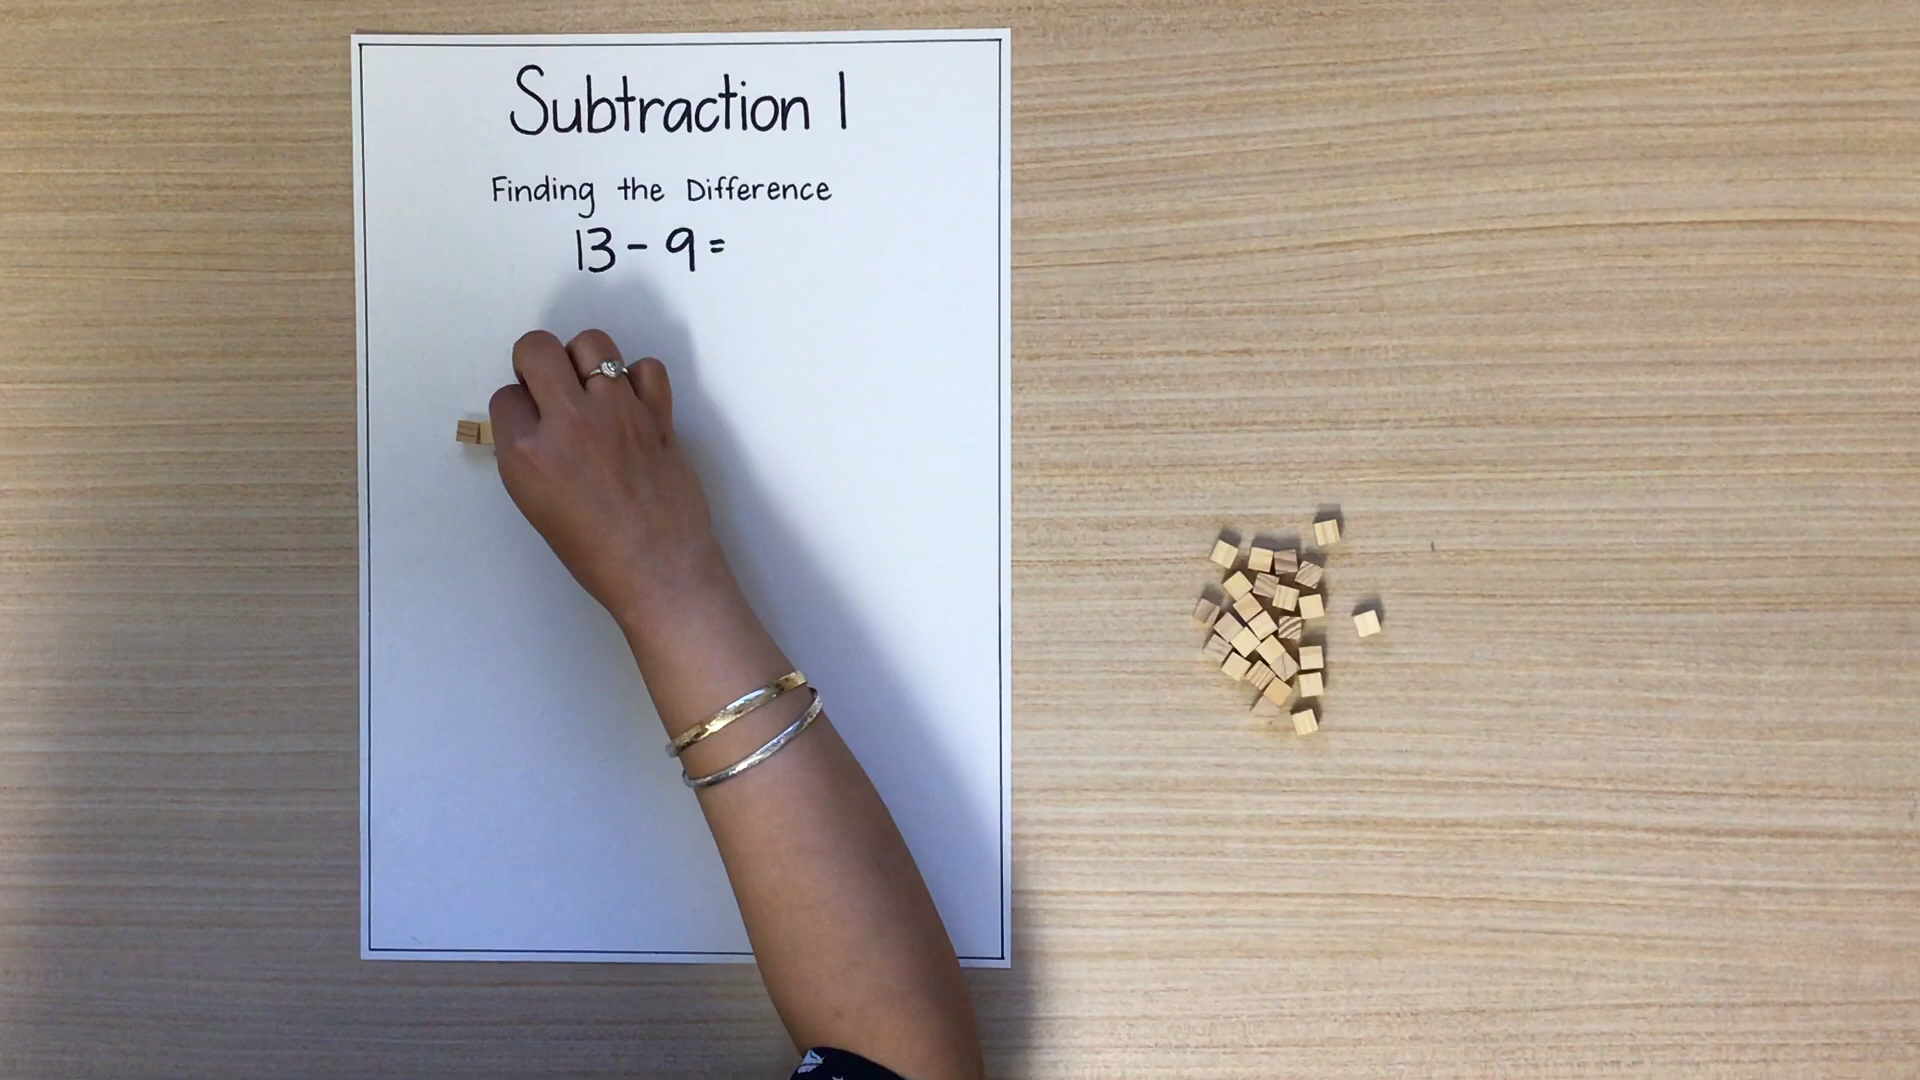 Subtraction 1
Finding the Difference
13 - 9 =